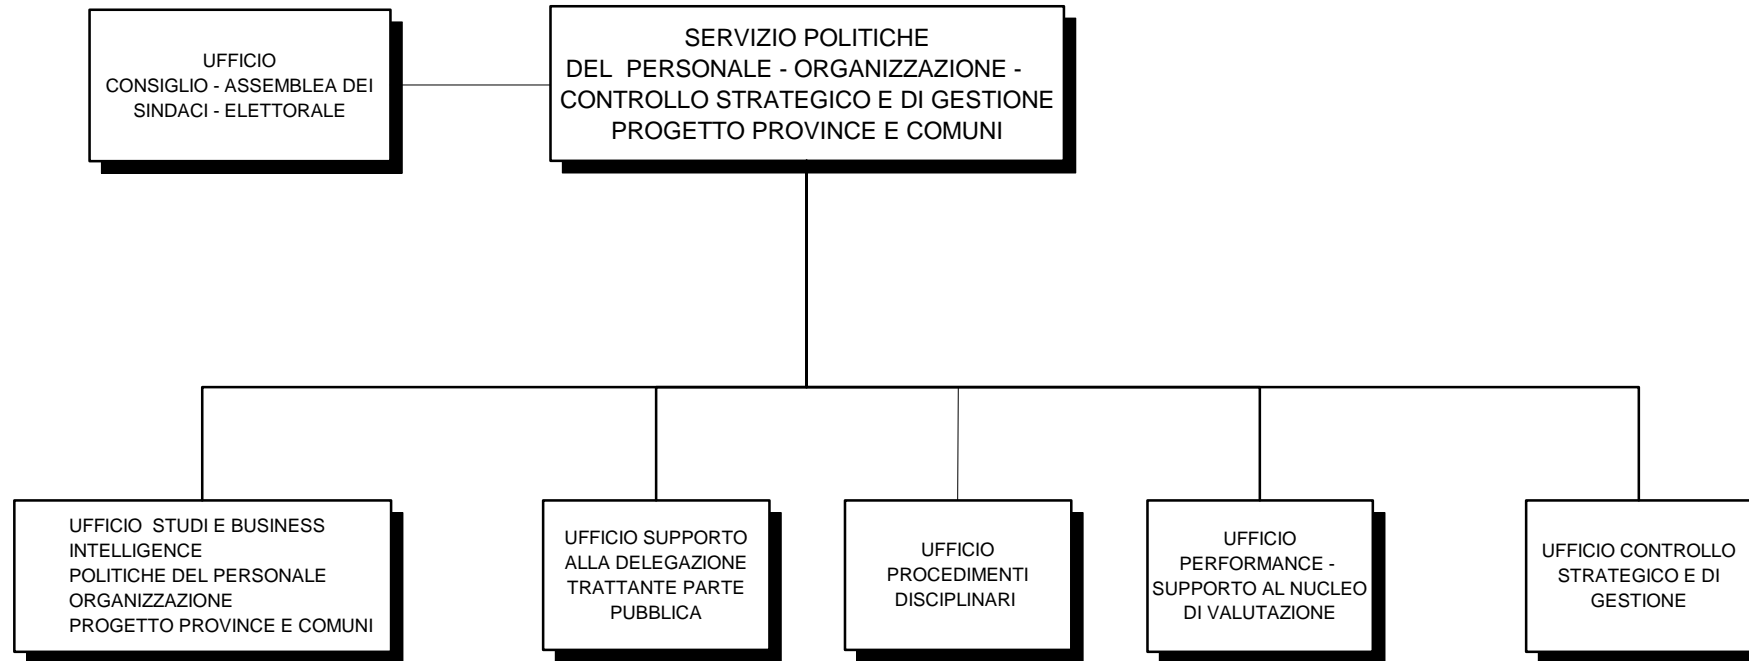 UFFICIO
CONSIGLIO - ASSEMBLEA DEI
SINDACI - ELETTORALE
SERVIZIO POLITICHE
DEL PERSONALE - ORGANIZZAZIONE -
CONTROLLO STRATEGICO E DI GESTIONE
PROGETTO PROVINCE E COMUNI
UFFICIO STUDI E BUSINESS
INTELLIGENCE
POLITICHE DEL PERSONALE
ORGANIZZAZIONE
PROGETTO PROVINCE E COMUNI
UFFICIO SUPPORTO
ALLA DELEGAZIONE
TRATTANTE PARTE
PUBBLICA
UFFICIO
PROCEDIMENTI
DISCIPLINARI
UFFICIO
PERFORMANCE -
SUPPORTO AL NUCLEO
DI VALUTAZIONE
UFFICIO CONTROLLO
STRATEGICO E DI
GESTIONE